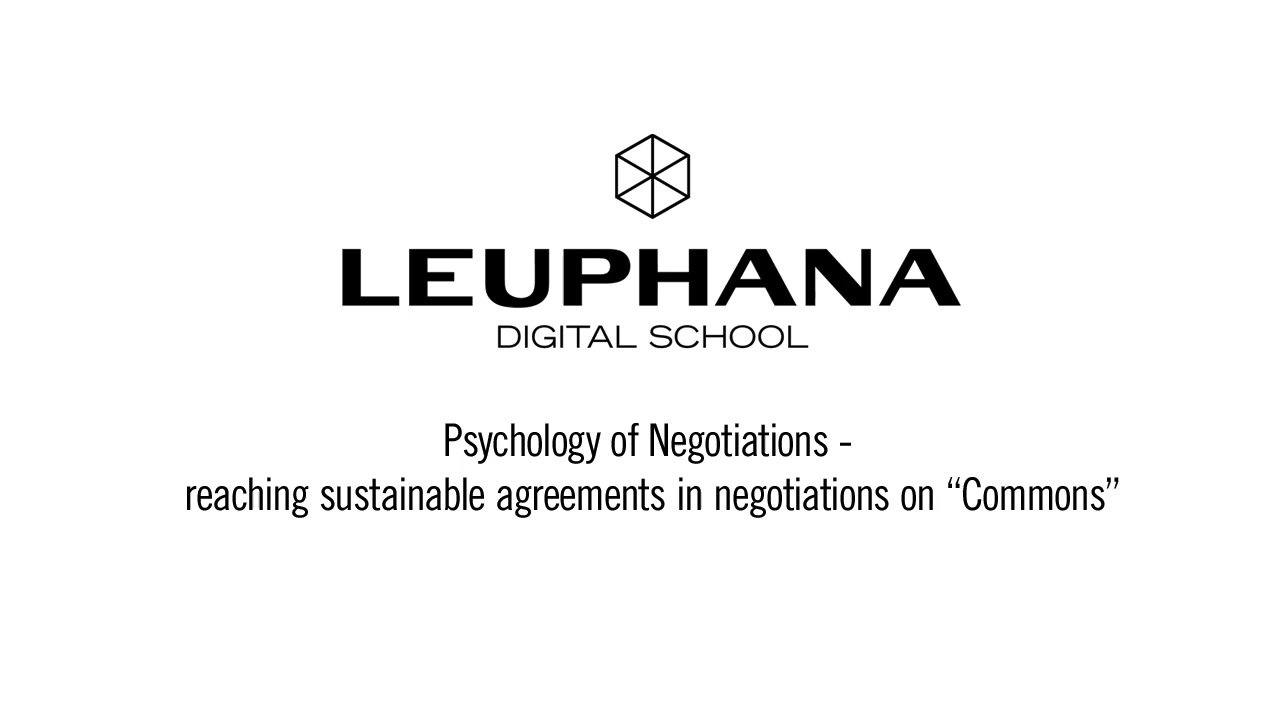 LEUPHANA
DIGITAL SCHOOL
Psychology of Negotiations -
reaching sustainable agreements in negotiations on “Commons”